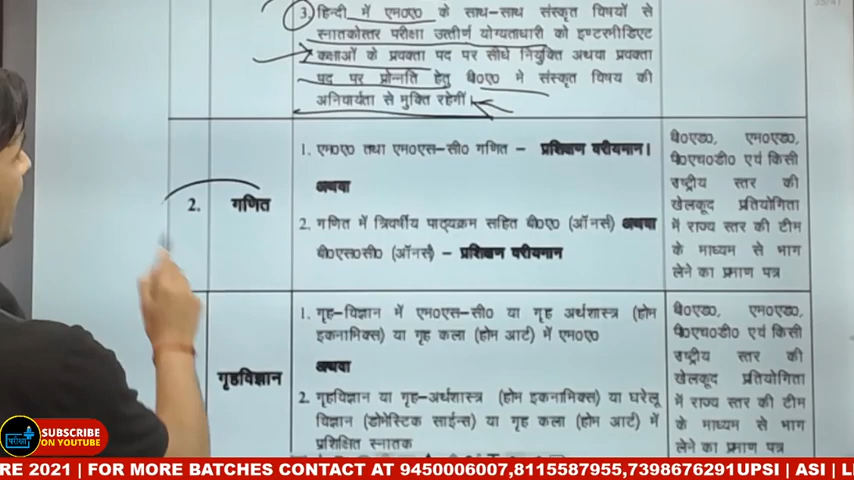 35/41
3. हिन्दी में एम०ए० के साथ-साथ संस्कृत विषयों से
स्नातकोत्तर परीक्षा उत्तीर्ण योग्यताधारी को इण्टरमीडिएट
कक्षाओं के प्रवक्ता पद पर सीधे नियुक्ति अथवा प्रवक्ता
पद पर प्रोन्नति हेतु बी०ए० में संस्कृत विषय की
अनिवार्यता से मुक्ति रहेगी
2.
गणित
1. एम०ए० तथा एमएस-सी० गणित – प्रशिक्षण वरीयमान।
अथवा
2. गणित में त्रिवर्षीय पाठ्यक्रम सहित बी०ए० (ऑनर्स) अथवा
बी०एस०सी० (ऑनर्स) – प्रशिक्षण वरीयमान
बी०एड०, एम०एड०,
पी०एच०डी० एवं किसी
राष्ट्रीय स्तर की
खेलकूद प्रतियोगिता
में राज्य स्तर की टीम
के माध्यम से भाग
लेने का प्रमाण पत्र
गृहविज्ञान
1. गृह-विज्ञान में एमएस-सी० या गृह अर्थशास्त्र (होम
इकनामिक्स) या गृह कला (होम आर्ट) में एम०ए०
अथवा
2. गृहविज्ञान या गृह-अर्थशास्त्र (होम इकनामिक्स) या घरेलू
विज्ञान (डोमेस्टिक साईन्स) या गृह कला (होम आर्ट) में
प्रशिक्षित स्नातक
बी०एड०, एम०एड०,
पी०एच०डी० एवं किसी
राष्ट्रीय स्तर की
खेलकूद प्रतियोगिता
में राज्य स्तर की टीम
के माध्यम से भाग
लेने का प्रमाण पत्र
परीक्षा
SUBSCRIBE
ON YOUTUBE
RE 2021 | FOR MORE BATCHES CONTACT AT 9450006007,8115587955,7398676291UPSI | ASI | L